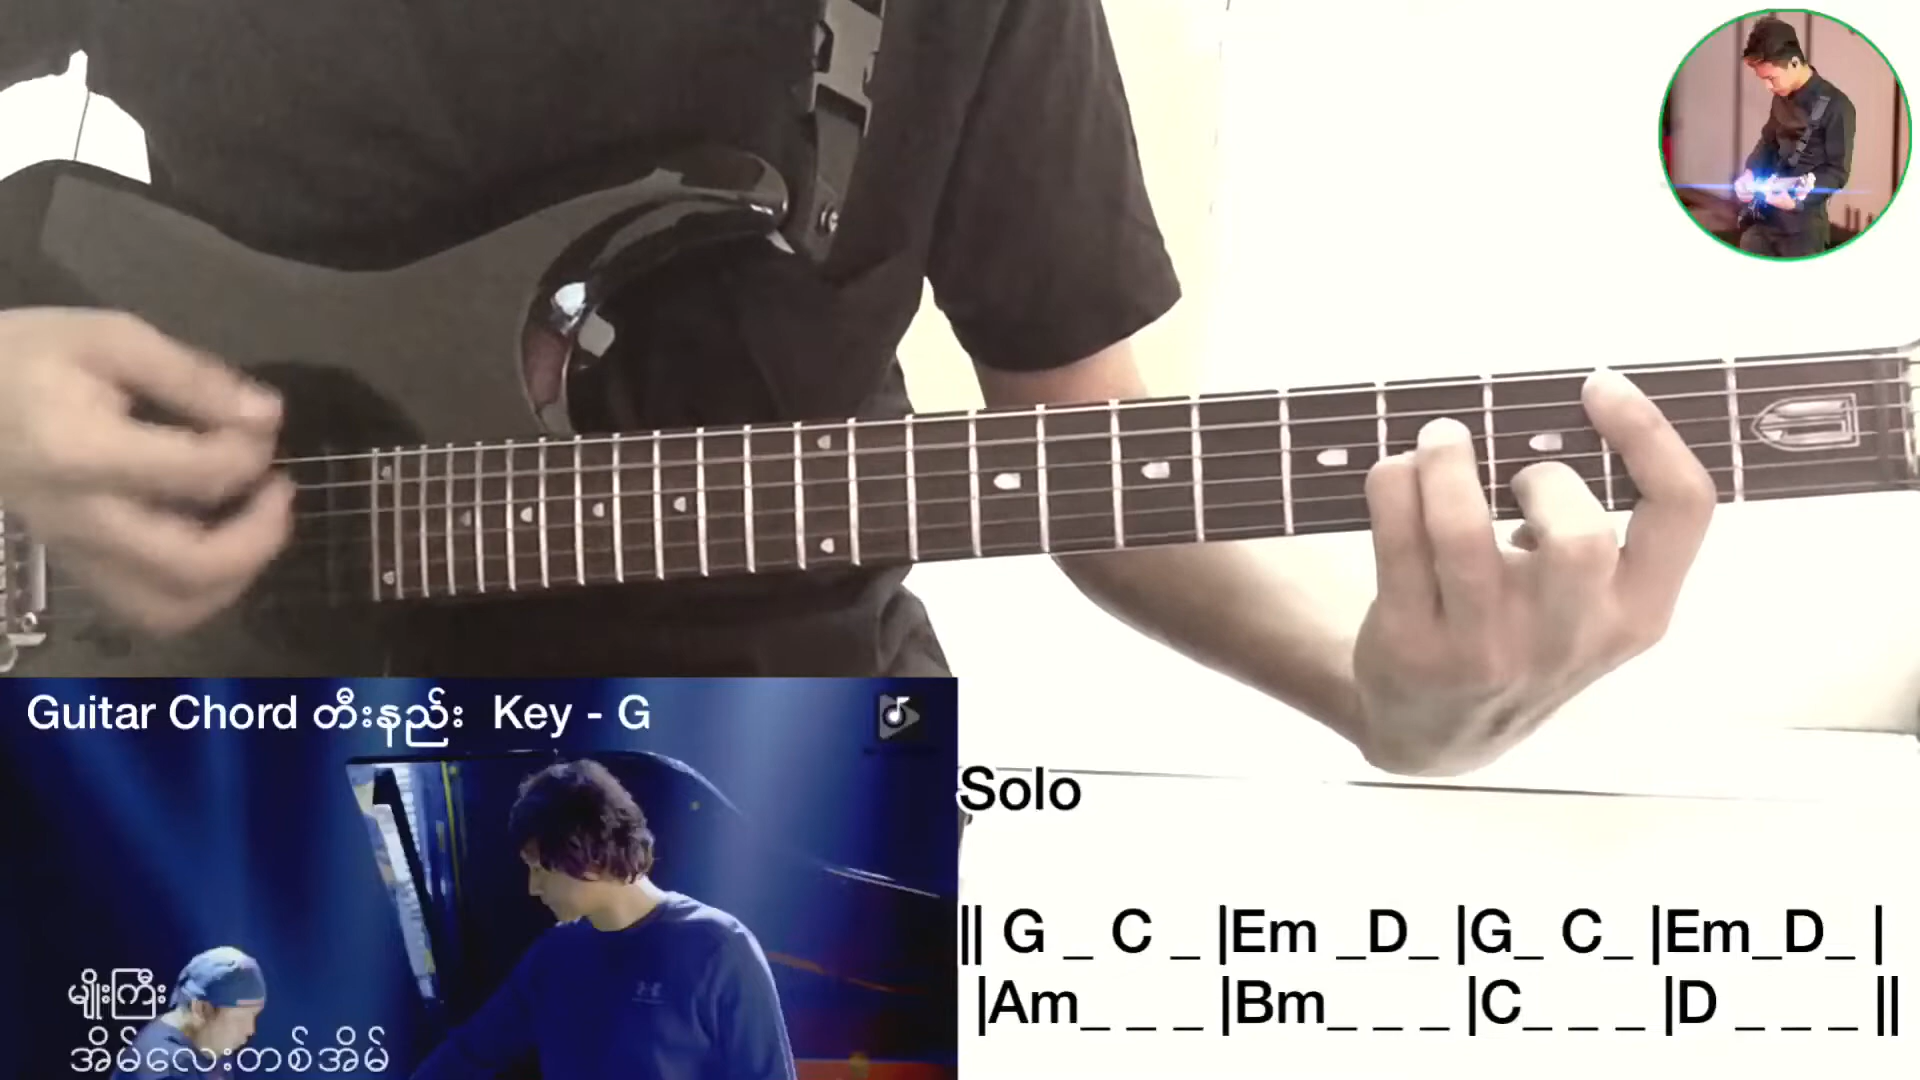 Guitar Chord တီးနည်း Key - G
မျိုးကြီး
အိမ်လေးတစ်အိမ်
Solo
|| G _ C _ |Em _D_ |G_ C_ |Em_D_ |
|Am_ _ _ |Bm_ _ _ |C_ _ _ |D _ _ _ ||